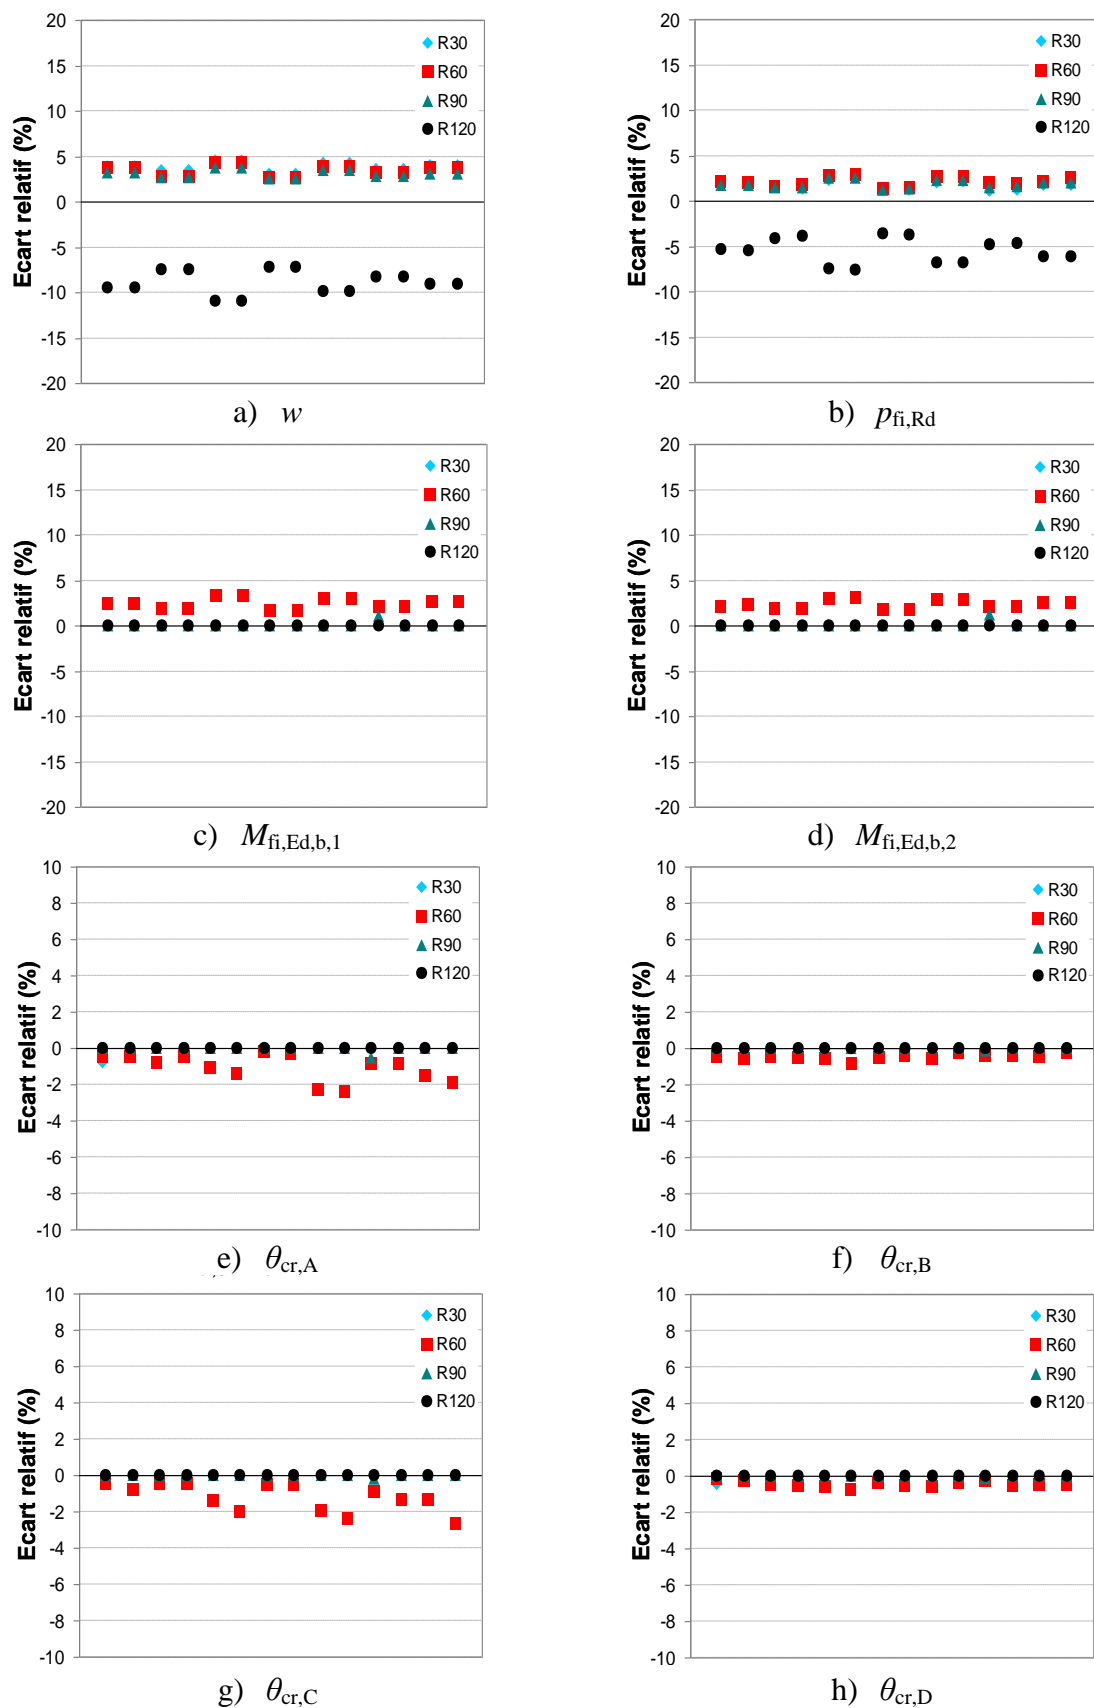 20
15
10
5
0
-5
-10
-15
-20
Ecart relatif (%)
R30
R60
R90
R120
a) w
20
15
10
5
0
-5
-10
-15
-20
Ecart relatif (%)
R30
R60
R90
R120
b) pfi,Rd
20
15
10
5
0
-5
-10
-15
-20
Ecart relatif (%)
R30
R60
R90
R120
c) Mfi,Ed,b,1
20
15
10
5
0
-5
-10
-15
-20
Ecart relatif (%)
R30
R60
R90
R120
d) Mfi,Ed,b,2
10
8
6
4
2
0
-2
-4
-6
-8
-10
Ecart relatif (%)
R30
R60
R90
R120
e) θcr,A
10
8
6
4
2
0
-2
-4
-6
-8
-10
Ecart relatif (%)
R30
R60
R90
R120
f) θcr,B
10
8
6
4
2
0
-2
-4
-6
-8
-10
Ecart relatif (%)
R30
R60
R90
R120
g) θcr,C
10
8
6
4
2
0
-2
-4
-6
-8
-10
Ecart relatif (%)
R30
R60
R90
R120
h) θcr,D